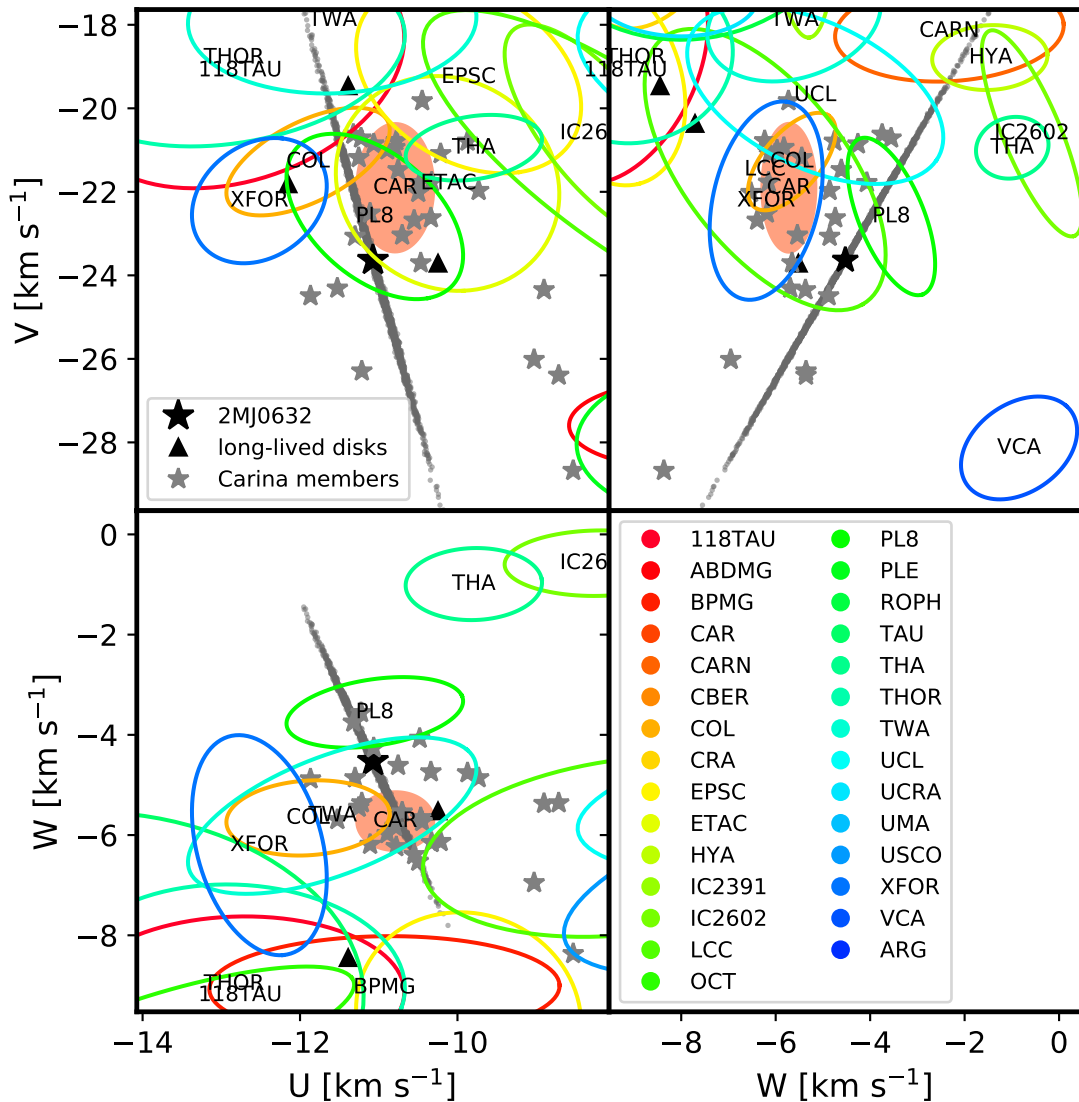 −18
−20
−22
−24
−26
−28
V [km s⁻¹]
TWA
THOR
118TAU
EPSC
IC26
COL
THA
CAR
ETAC
XFOR
PL8
2MJ0632
long-lived disks
Carina members
TWA
CARN
THOR
HYA
118TAU
UCL
IC2602
THA
COL
LCC
CAR
XFOR
PL8
VCA
0
−2
−4
−6
−8
W [km s⁻¹]
IC26
THA
PL8
COL
TWA
CAR
XFOR
THOR
BPMG
118TAU
−14
−12
−10
U [km s⁻¹]
118TAU
ABDMG
BPMG
CAR
CARN
CBER
COL
CRA
EPSC
ETAC
HYA
IC2391
IC2602
LCC
OCT
PL8
PLE
ROPH
TAU
THA
THOR
TWA
UCL
UCRA
UMA
USCO
XFOR
VCA
ARG
−8
−6
−4
−2
0
W [km s⁻¹]